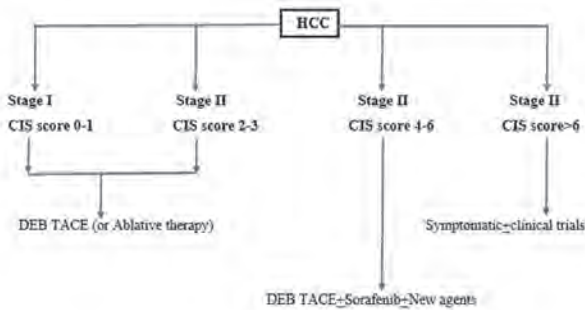 HCC
Stage I
CIS score 0-1
Stage II
CIS score 2-3
Stage II
CIS score 4-6
Stage II
CIS score>6
DEB TACE (or Ablative therapy)
Symptomatic±clinical trials
DEB TACE±Sorafenib±New agents